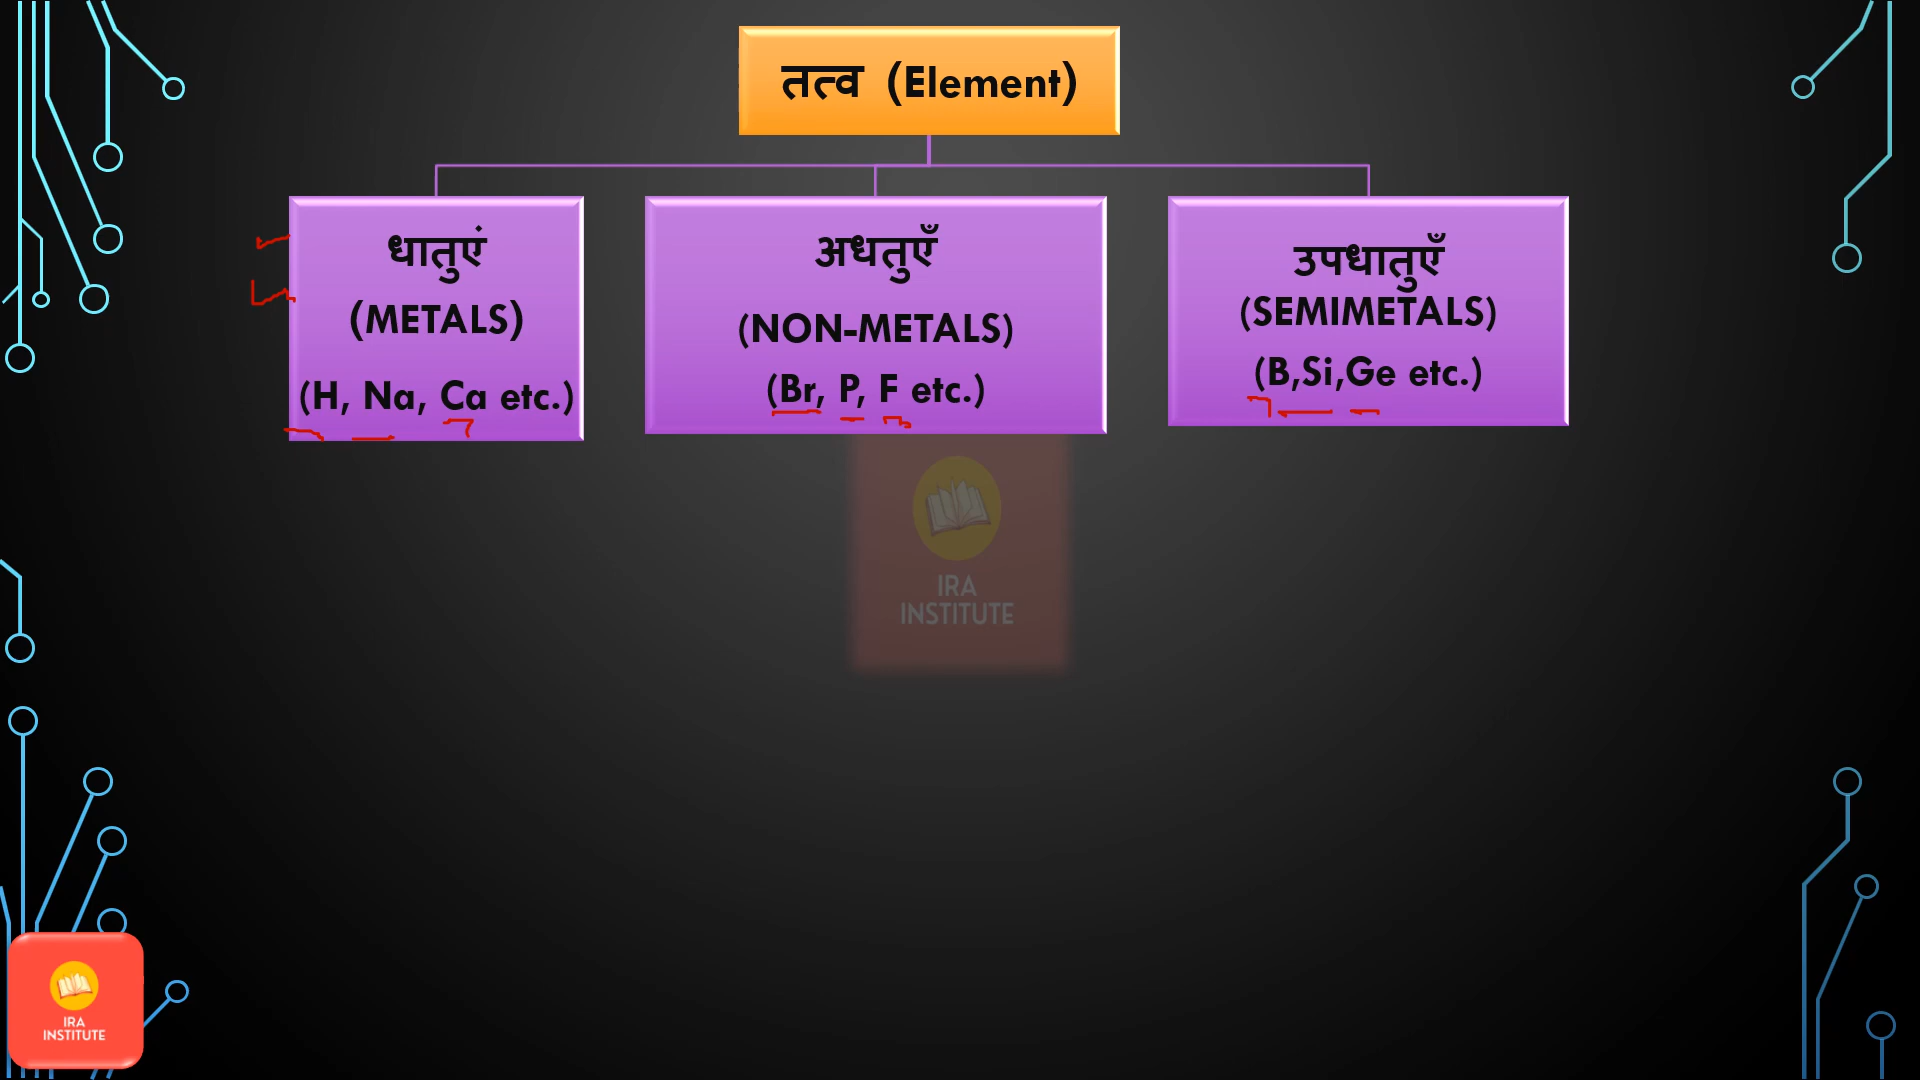 तत्व (Element)
धातुएं
(METALS)
(H, Na, Ca etc.)
अधतुएँ
(NON-METALS)
(Br, P, F etc.)
उपधातुएँ
(SEMIMETALS)
(B,Si,Ge etc.)
IRA
INSTITUTE
IRA
INSTITUTE